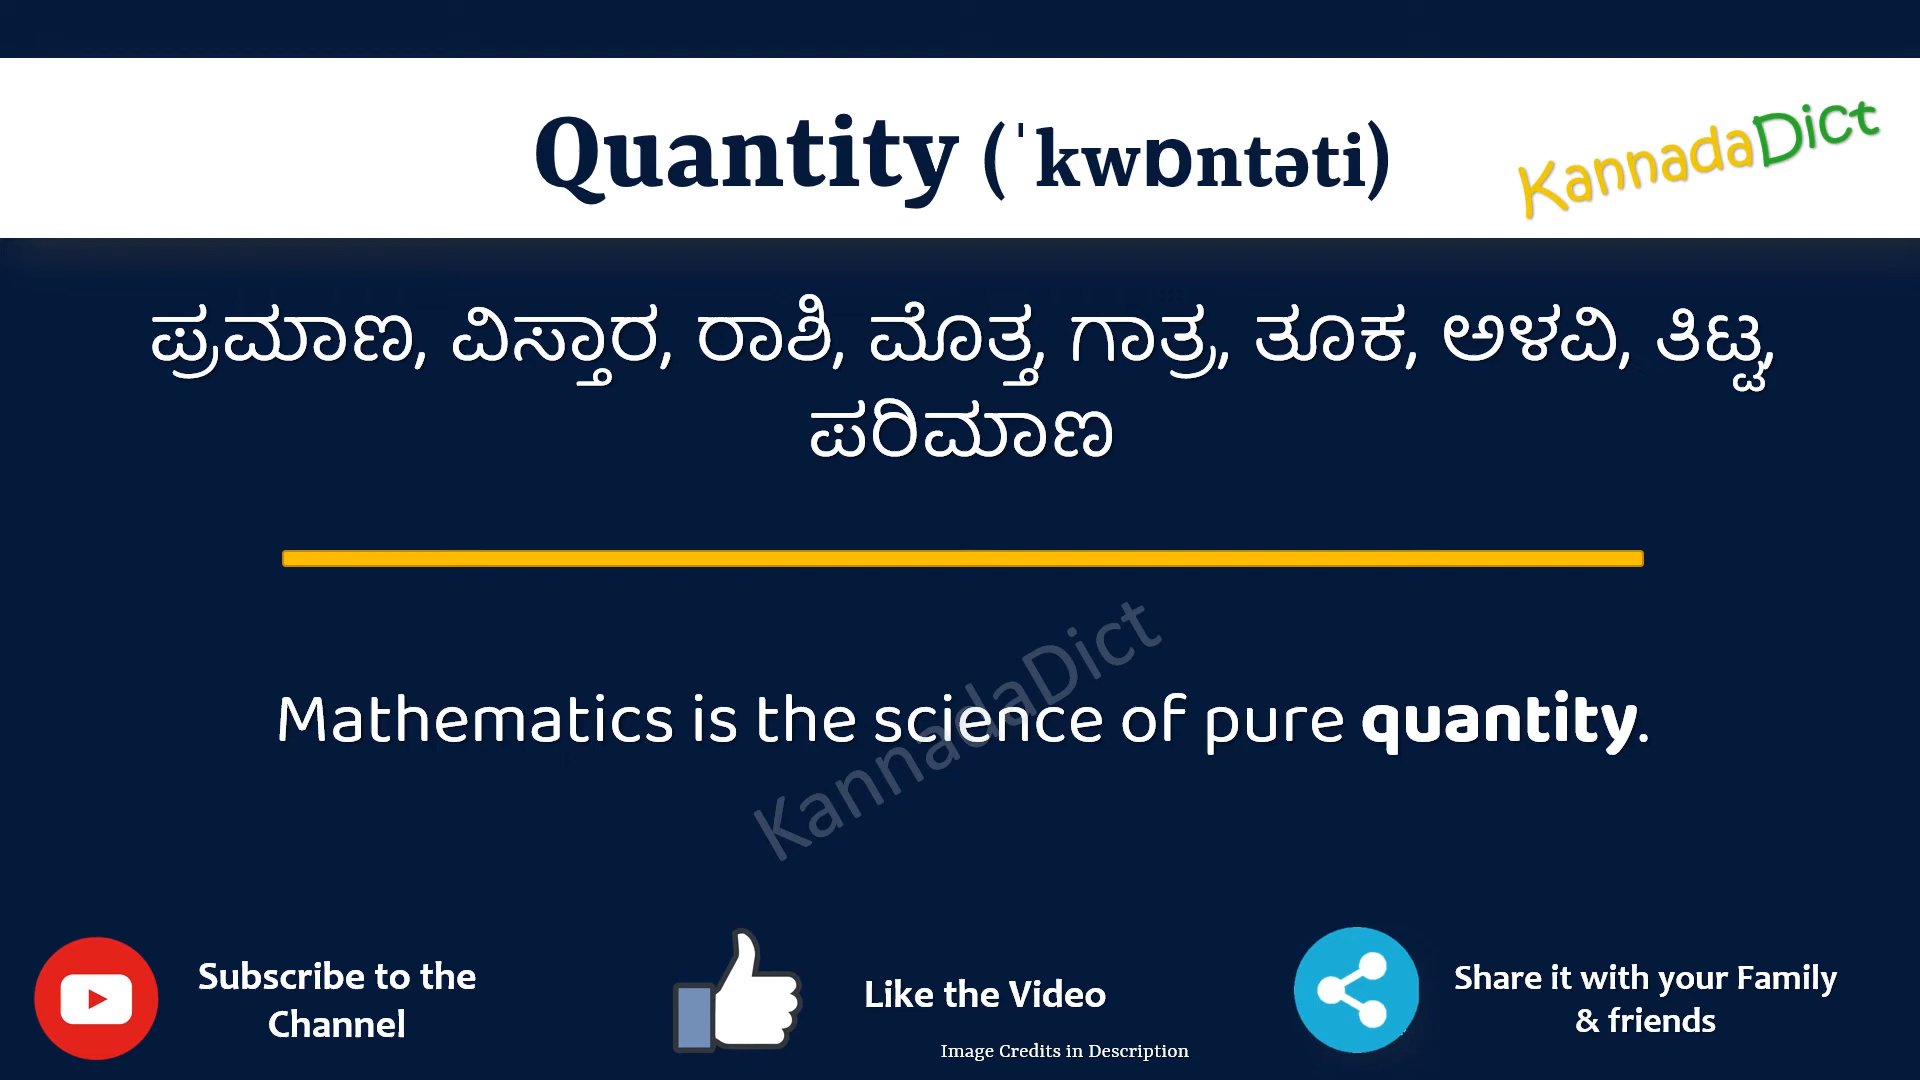 Quantity (ˈkwɒntəti)
KannadaDict
ಪ್ರಮಾಣ, ವಿಸ್ತಾರ, ರಾಶಿ, ಮೊತ್ತ, ಗಾತ್ರ, ತೂಕ, ಅಳವಿ, ತಿಟ್ಟ,
ಪರಿಮಾಣ
KannadaDict
Mathematics is the science of pure quantity.
Subscribe to the
Channel
Like the Video
Share it with your Family
& friends
Image Credits in Description